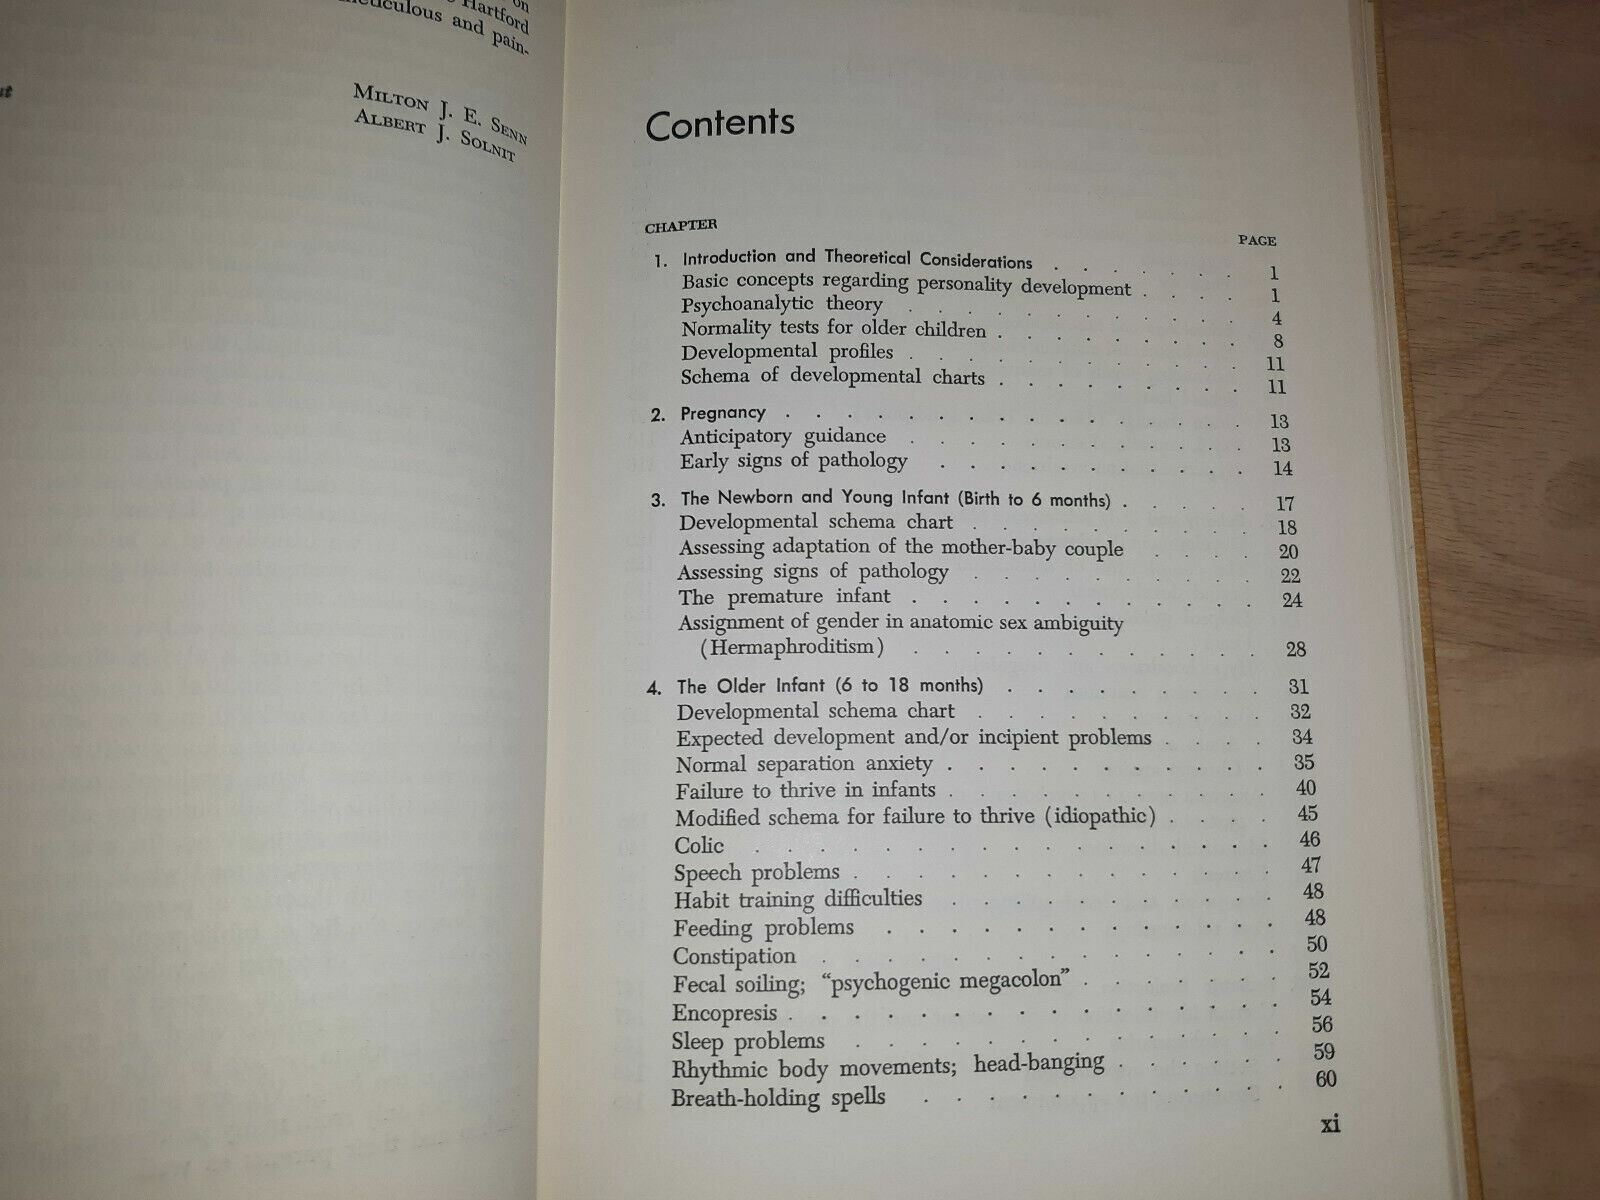 on
Hartford
and pain-
MILTON J. E. SENN
ALBERT J. SOLNIT
Contents
CHAPTER PAGE
1. Introduction and Theoretical Considerations . . . . . . . 1
Basic concepts regarding personality development . . . . 1
Psychoanalytic theory . . . . . . . . . . . 4
Normality tests for older children . . . . . . . . . 8
Developmental profiles . . . . . . . . . . . 11
Schema of developmental charts . . . . . . . . . 11
2. Pregnancy . . . . . . . . . . . . . . . 13
Anticipatory guidance . . . . . . . . . . . 13
Early signs of pathology . . . . . . . . . . 14
3. The Newborn and Young Infant (Birth to 6 months) . . . . . 17
Developmental schema chart . . . . . . . . . 18
Assessing adaptation of the mother-baby couple . . . . 20
Assessing signs of pathology . . . . . . . . . 22
The premature infant . . . . . . . . . . . 24
Assignment of gender in anatomic sex ambiguity
(Hermaphroditism) . . . . . . . . . . . 28
4. The Older Infant (6 to 18 months) . . . . . . . . . 31
Developmental schema chart . . . . . . . . . . 32
Expected development and/or incipient problems . . . . 34
Normal separation anxiety . . . . . . . . . . . 35
Failure to thrive in infants . . . . . . . . . . . 40
Modified schema for failure to thrive (idiopathic) . . . . 45
Colic . . . . . . . . . . . . . . . . . 46
Speech problems . . . . . . . . . . . . . 47
Habit training difficulties . . . . . . . . . . . 48
Feeding problems . . . . . . . . . . . . . 48
Constipation . . . . . . . . . . . . . . 50
Fecal soiling; “psychogenic megacolon” . . . . . . . 52
Encopresis . . . . . . . . . . . . . . . 54
Sleep problems . . . . . . . . . . . . . 56
Rhythmic body movements; head-banging . . . . . . 59
Breath-holding spells . . . . . . . . . . . 60
xi